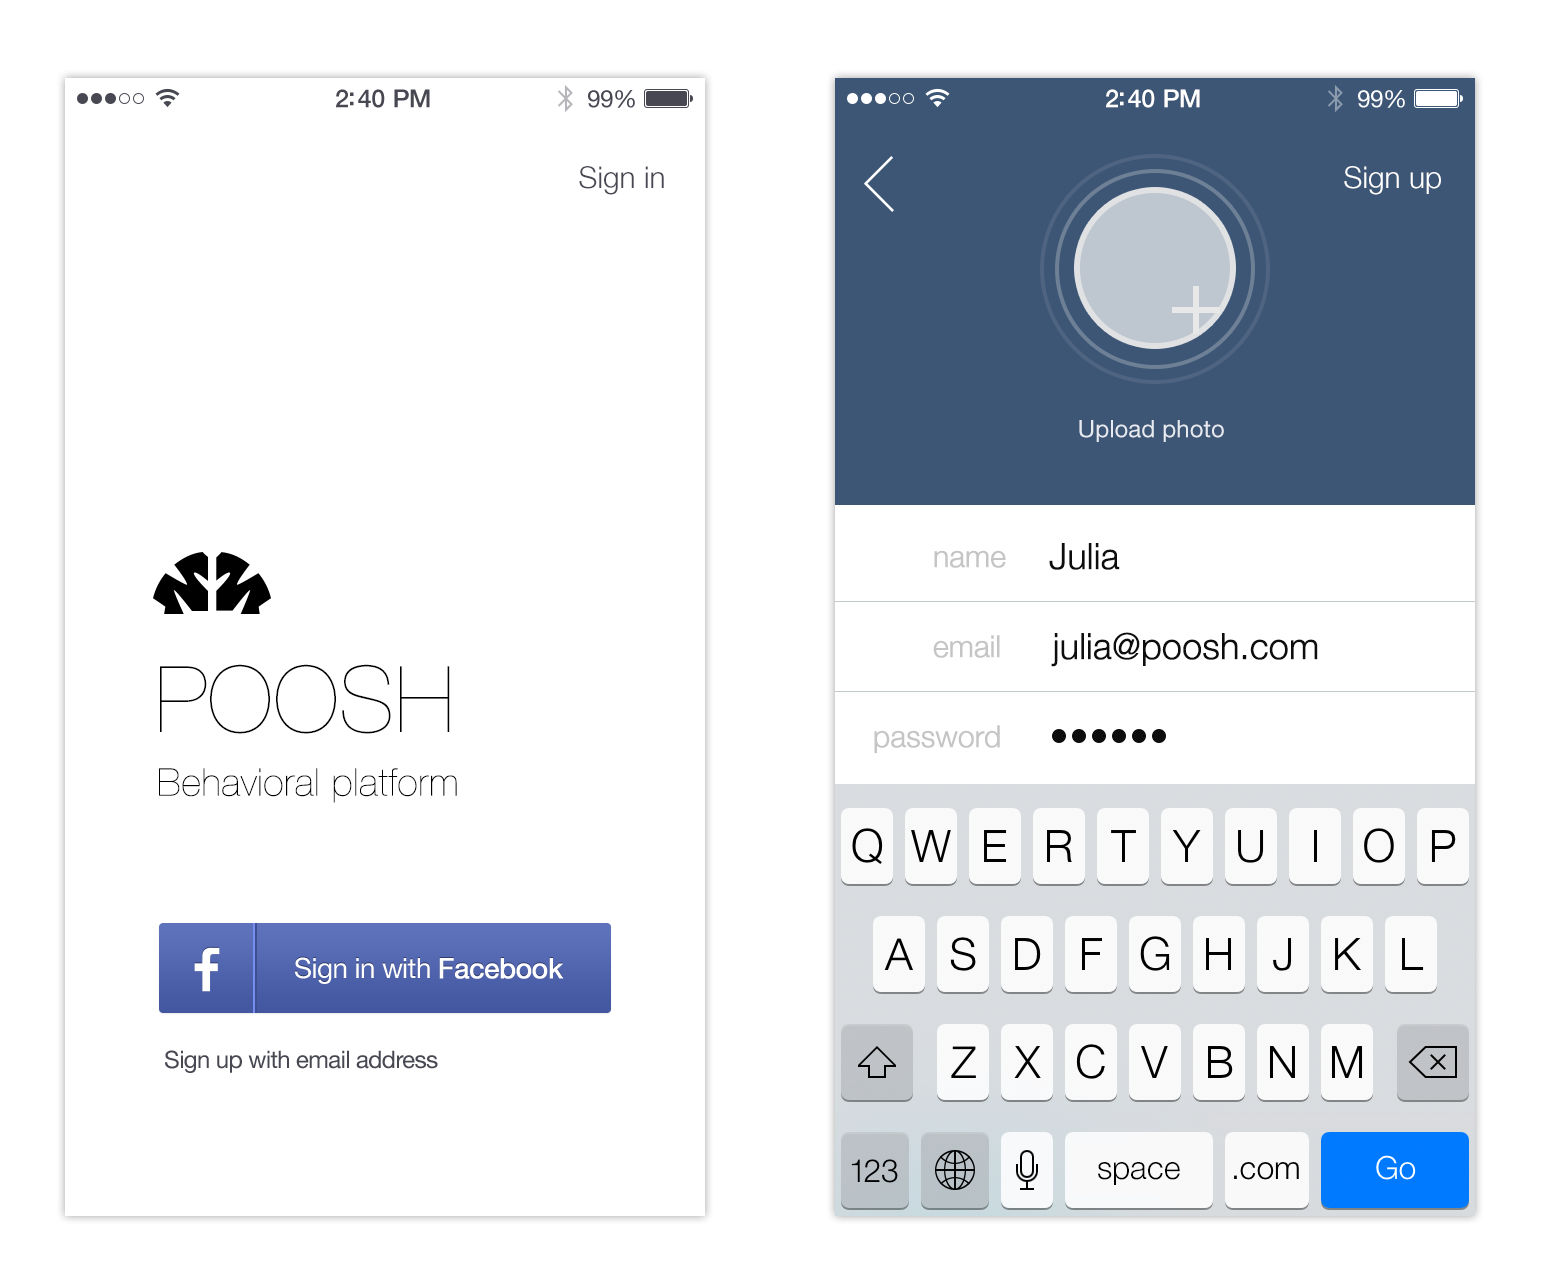 2:40 PM 99%
Sign in
POOSH
Behavioral platform
f Sign in with Facebook
Sign up with email address
2:40 PM 99%
Sign up
Upload photo
name Julia
email julia@poosh.com
password ••••••
Q W E R T Y U I O P
A S D F G H J K L
Z X C V B N M
123 space .com Go